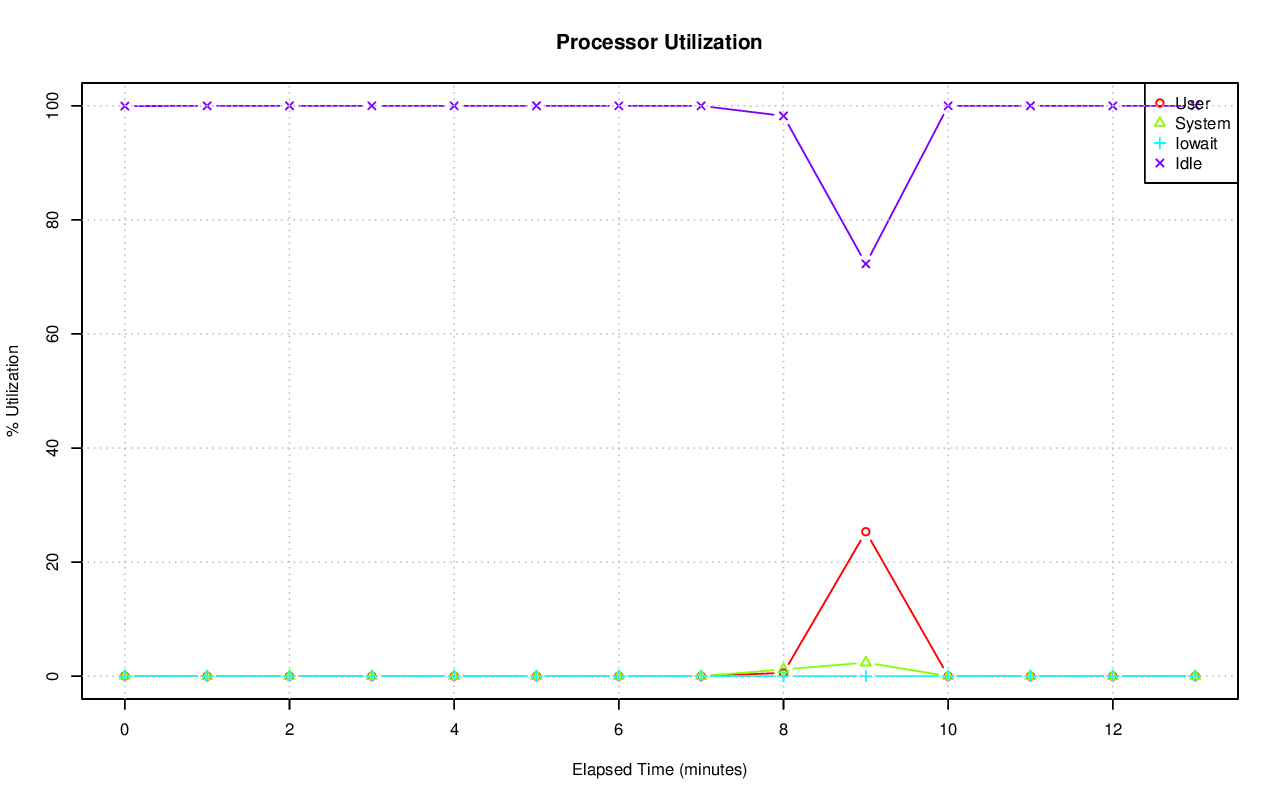 Processor Utilization
100
80
60
40
20
0
% Utilization
User
System
Iowait
Idle
0 2 4 6 8 10 12
Elapsed Time (minutes)